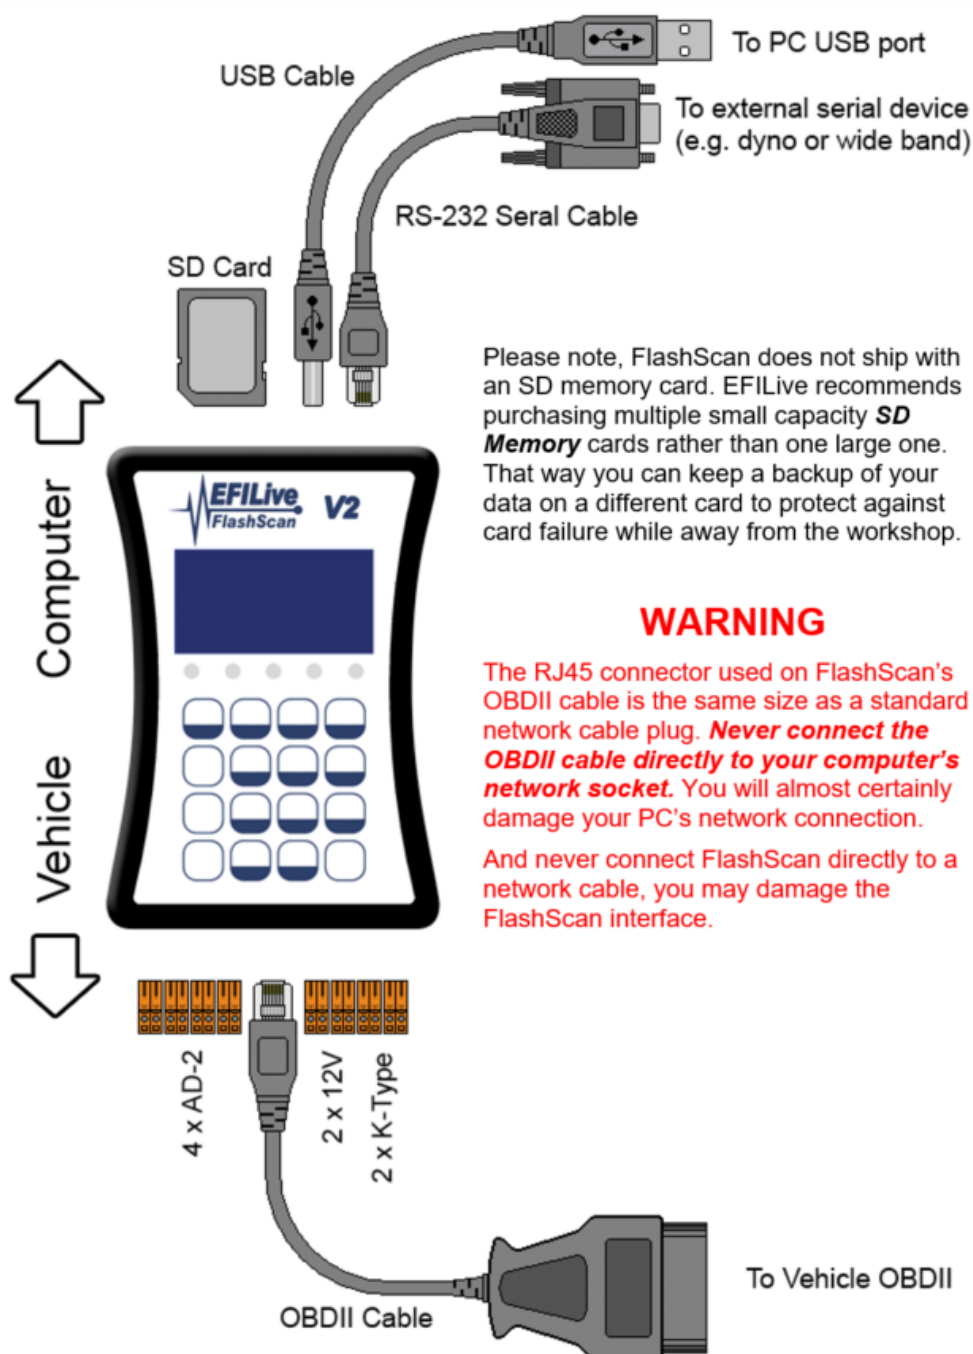 To PC USB port
USB Cable
To external serial device
(e.g. dyno or wide band)
RS-232 Seral Cable
SD Card
Please note, FlashScan does not ship with
an SD memory card. EFILive recommends
purchasing multiple small capacity SD
Memory cards rather than one large one.
That way you can keep a backup of your
data on a different card to protect against
card failure while away from the workshop.
Computer
Vehicle
EFILive
FlashScan
V2
WARNING
The RJ45 connector used on FlashScan's
OBDII cable is the same size as a standard
network cable plug. Never connect the
OBDII cable directly to your computer's
network socket. You will almost certainly
damage your PC's network connection.
And never connect FlashScan directly to a
network cable, you may damage the
FlashScan interface.
4 x AD-2
2 x 12V
2 x K-Type
To Vehicle OBDII
OBDII Cable